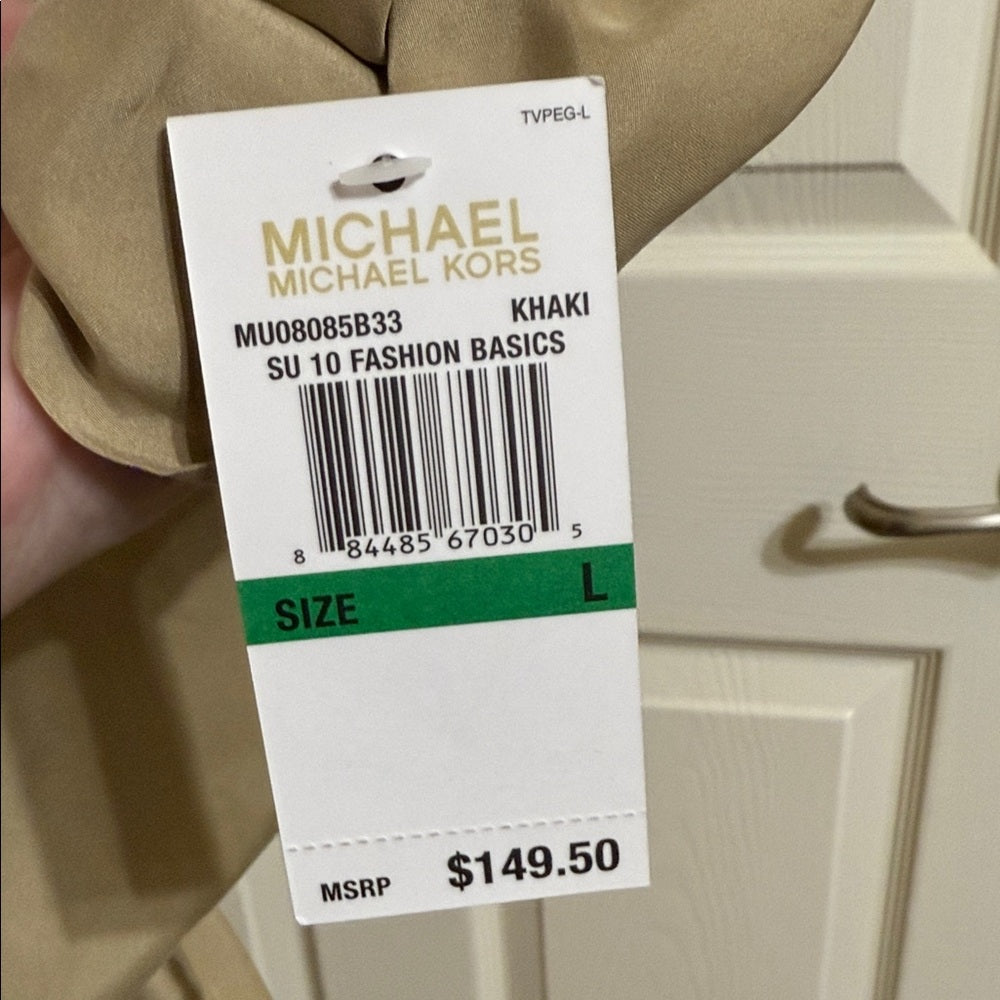 TVPEG-L
MICHAEL
MICHAEL KORS
MU08085B33 KHAKI
SU 10 FASHION BASICS
8 84485 67030 5
SIZE L
MSRP $149.50